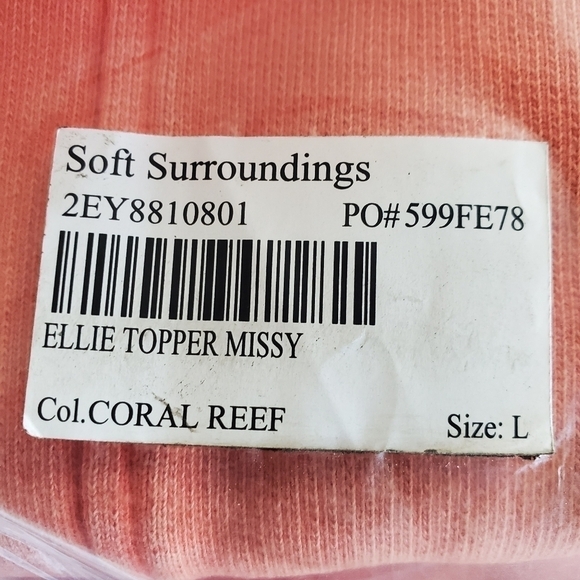 Soft Surroundings
2EY8810801 PO# 599FE78
ELLIE TOPPER MISSY
Col.CORAL REEF Size: L